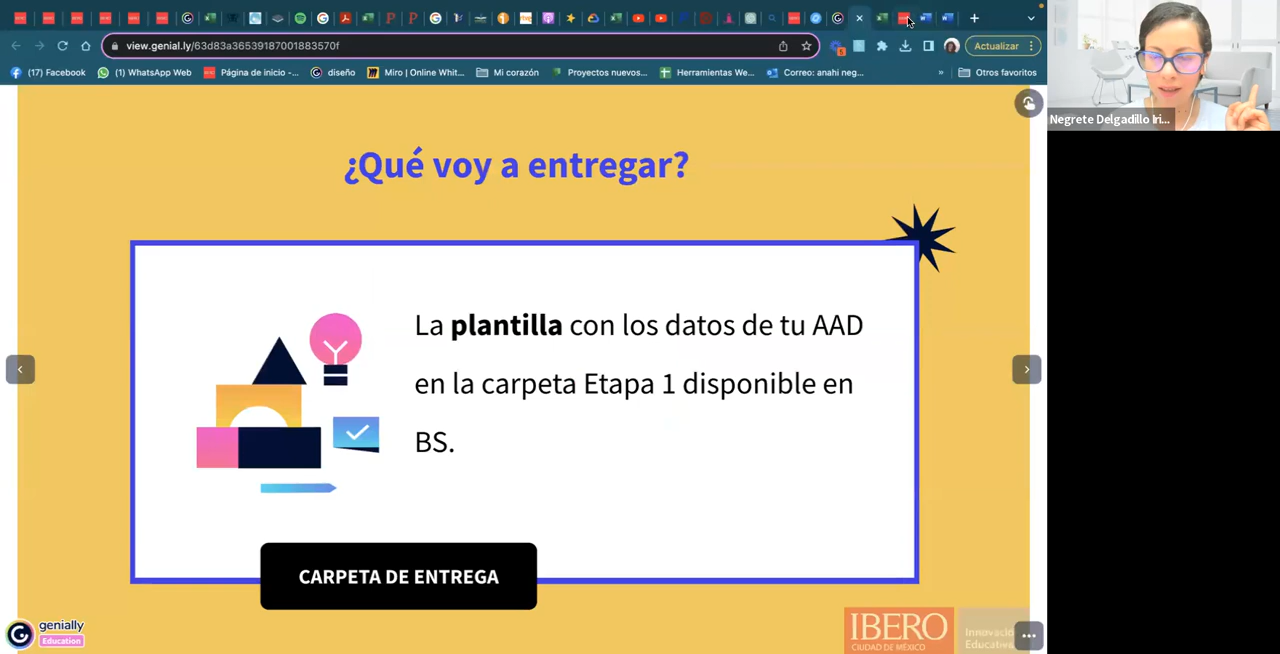 view.genial.ly/63d83a36539187001883570f
Actualizar
(17) Facebook
(1) WhatsApp Web
Página de inicio -...
diseño
Miro | Online Whit...
Mi corazón
Proyectos nuevos...
Herramientas We...
Correo: anahi neg...
»
Otros favoritos
Negrete Delgadillo Iri...
¿Qué voy a entregar?
La plantilla con los datos de tu AAD
en la carpeta Etapa 1 disponible en
BS.
CARPETA DE ENTREGA
genially
Education
IBERO
CIUDAD DE MÉXICO